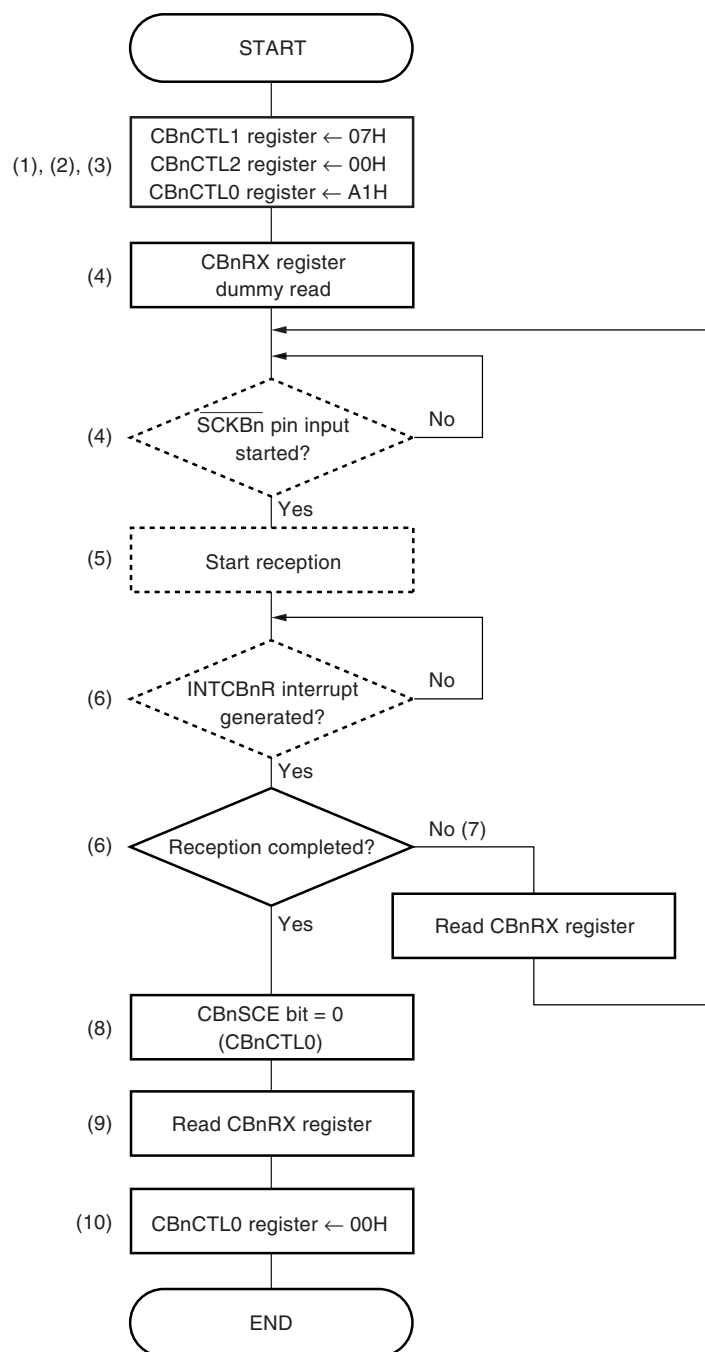 START
(1), (2), (3)
CBnCTL1 register ← 07H
CBnCTL2 register ← 00H
CBnCTL0 register ← A1H
(4)
CBnRX register
dummy read
(4)
SCKBn pin input
started?
No
Yes
(5)
Start reception
(6)
INTCBnR interrupt
generated?
No
Yes
(6)
Reception completed?
No (7)
Yes
Read CBnRX register
(8)
CBnSCE bit = 0
(CBnCTL0)
(9)
Read CBnRX register
(10)
CBnCTL0 register ← 00H
END